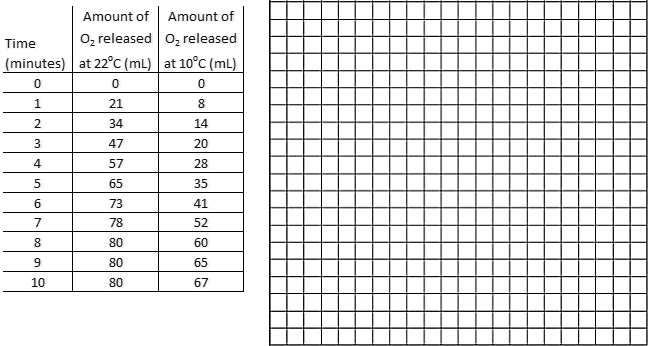 Time (minutes) Amount of O₂ released at 22°C (mL) Amount of O₂ released at 10°C (mL)
0 0 0
1 21 8
2 34 14
3 47 20
4 57 28
5 65 35
6 73 41
7 78 52
8 80 60
9 80 65
10 80 67